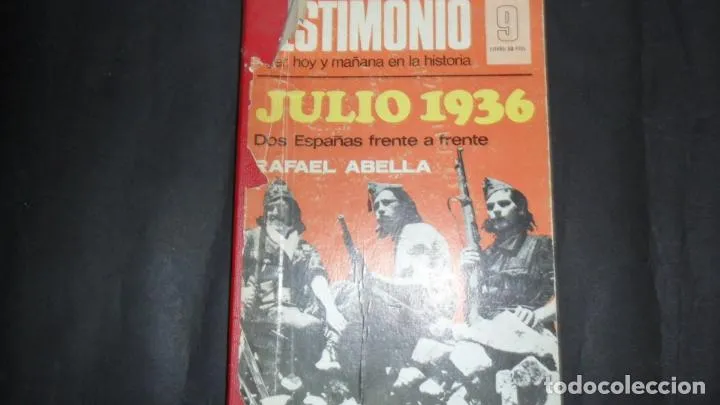 ESTIMONIO
9
hoy y mañana en la historia
JULIO 1936
Dos Españas frente a frente
RAFAEL ABELLA
todocoleccion